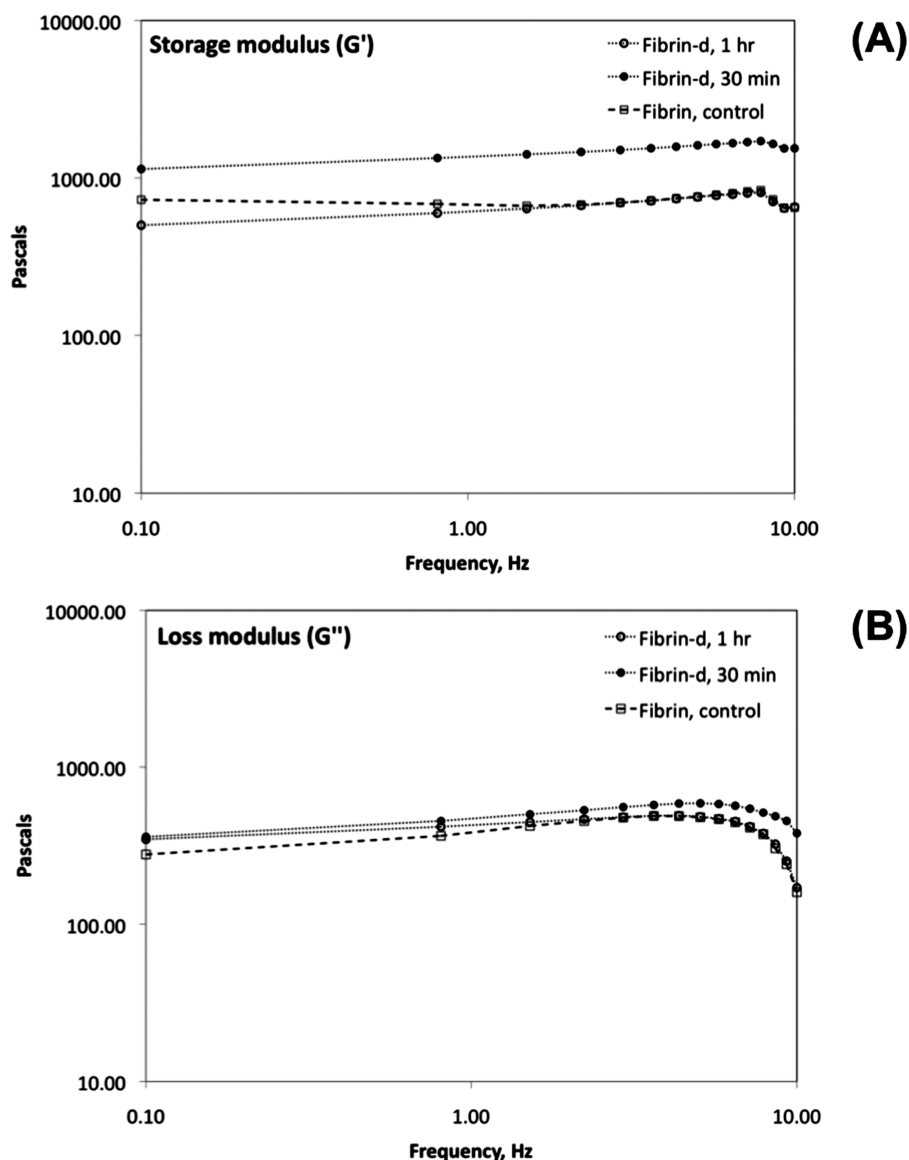 10000.00
Storage modulus (G')
Fibrin-d, 1 hr
Fibrin-d, 30 min
Fibrin, control
(A)
1000.00
Pascals
100.00
10.00
0.10
1.00
10.00
Frequency, Hz
10000.00
Loss modulus (G'')
Fibrin-d, 1 hr
Fibrin-d, 30 min
Fibrin, control
(B)
1000.00
Pascals
100.00
10.00
0.10
1.00
10.00
Frequency, Hz